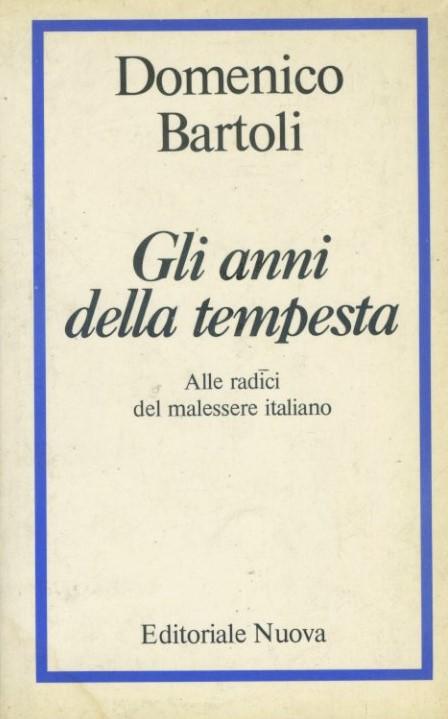 Domenico
Bartoli
Gli anni
della tempesta
Alle radici
del malessere italiano
Editoriale Nuova